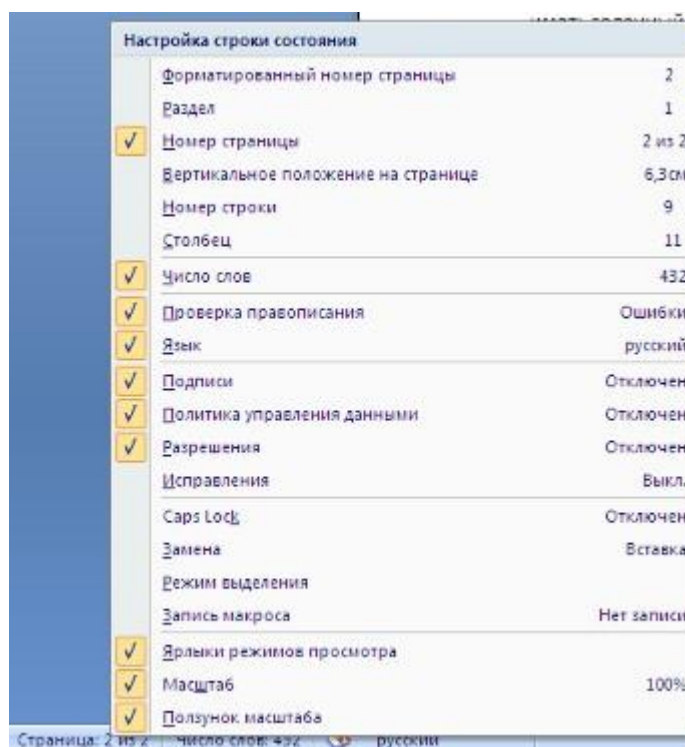 Настройка строки состояния
Форматированный номер страницы 2
Раздел 1
Номер страницы 2 из 2
Вертикальное положение на странице 6,3см
Номер строки 9
Столбец 11
Число слов 432
Проверка правописания Ошибки
Язык русский
Подписи Отключен
Политика управления данными Отключен
Разрешения Отключен
Исправления Выкл.
Caps Lock Отключен
Замена Вставка
Режим выделения
Запись макроса Нет записи
Ярлыки режимов просмотра
Масштаб 100%
Ползунок масштаба
Страница: 2 из 2 Число слов: 432 русский